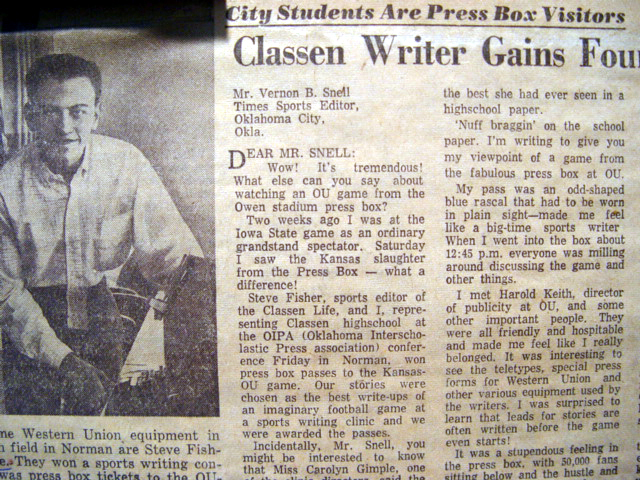 City Students Are Press Box Visitors
Classen Writer Gains
Mr. Vernon B. Snell
Times Sports Editor,
Oklahoma City,
Okla.
DEAR MR. SNELL:
Wow! It's tremendous!
What else can you say about
watching an OU game from the
Owen stadium press box?
Two weeks ago I was at the
Iowa State game as an ordinary
grandstand spectator. Saturday
I saw the Kansas slaughter
from the Press Box — what a
difference!
Steve Fisher, sports editor of
the Classen Life, and I, repre-
senting Classen highschool at
the OIPA (Oklahoma Interscho-
lastic Press association) confer-
ence Friday in Norman, won
press box passes to the Kansas-
OU game. Our stories were
chosen as the best write-ups of
an imaginary football game at
a sports writing clinic and we
were awarded the passes.
Incidentally, Mr. Snell, you
might be interested to know
that Miss Carolyn Gimple, one
of the clinic directors, said the
the best she had ever seen in a
highschool paper.
'Nuff braggin' on the school
paper. I'm writing to give you
my viewpoint of a game from
the fabulous press box at OU.
My pass was an odd-shaped
blue rascal that had to be worn
in plain sight—made me feel
like a big-time sports writer
When I went into the box about
12:45 p.m. everyone was milling
around discussing the game and
other things.
I met Harold Keith, director
of publicity at OU, and some
other important people. They
were all friendly and hospitable
and made me feel like I really
belonged. It was interesting to
see the teletypes, special press
forms for Western Union and
other various equipment used by
the writers. I was surprised to
learn that leads for stories are
often written before the game
even starts!
It was a stupendous feeling in
the press box, with 50,000 fans
sitting below and the hustle and
Western Union equipment in
field in Norman are Steve Fish-
They won a sports writing con-
was press box tickets to the OU-